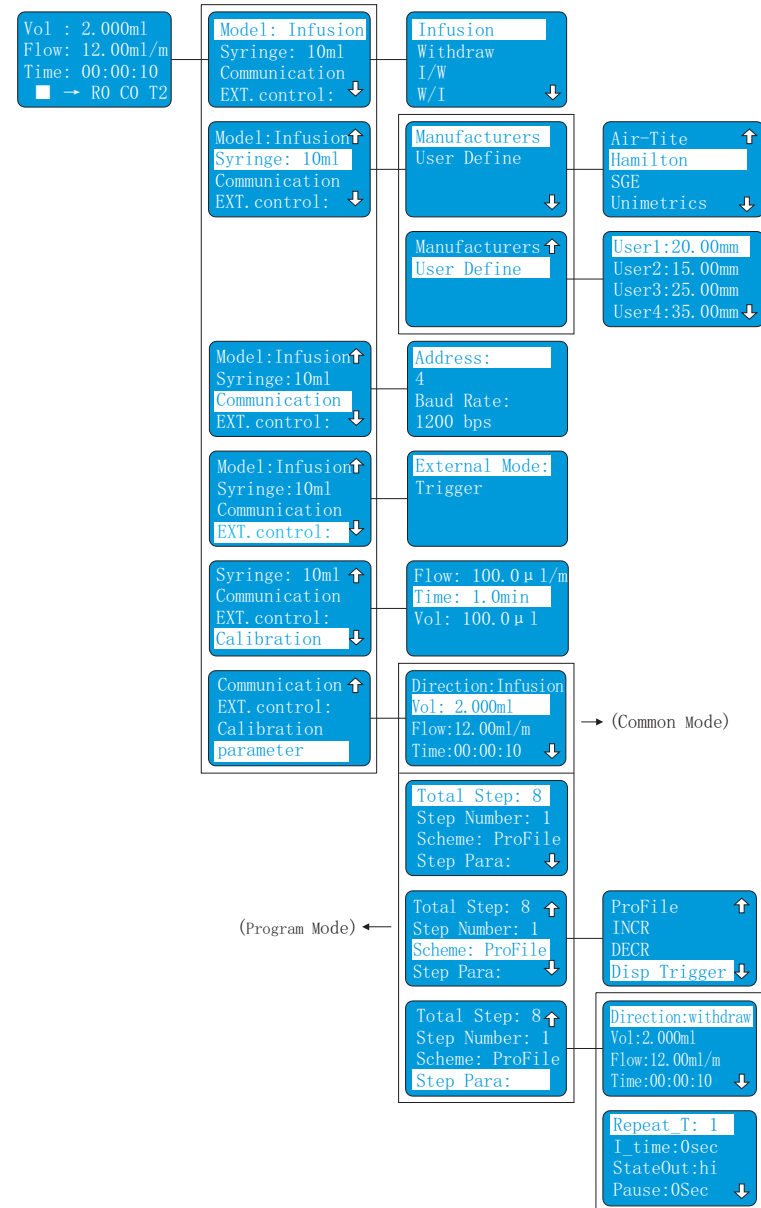 Vol : 2.000ml
Flow: 12.00ml/m
Time: 00:00:10
■ → R0 C0 T2
Model: Infusion
Syringe: 10ml
Communication
EXT.control:
Infusion
Withdraw
I/W
W/I
Model:Infusion
Syringe: 10ml
Communication
EXT.control:
Manufacturers
User Define
Air-Tite
Hamilton
SGE
Unimetrics
Manufacturers
User Define
User1:20.00mm
User2:15.00mm
User3:25.00mm
User4:35.00mm
Model:Infusion
Syringe:10ml
Communication
EXT.control:
Address:
4
Baud Rate:
1200 bps
Model:Infusion
Syringe:10ml
Communication
EXT.control:
External Mode:
Trigger
Syringe: 10ml
Communication
EXT.control:
Calibration
Flow: 100.0μl/m
Time: 1.0min
Vol: 100.0μl
Communication
EXT.control:
Calibration
parameter
Direction:Infusion
Vol: 2.000ml
Flow:12.00ml/m
Time:00:00:10
(Common Mode)
Total Step: 8
Step Number: 1
Scheme: ProFile
Step Para:
(Program Mode)
Total Step: 8
Step Number: 1
Scheme: ProFile
Step Para:
ProFile
INCR
DECR
Disp Trigger
Total Step: 8
Step Number: 1
Scheme: ProFile
Step Para:
Direction:withdraw
Vol:2.000ml
Flow:12.00ml/m
Time:00:00:10
Repeat_T: 1
I_time:0sec
StateOut:hi
Pause:0Sec